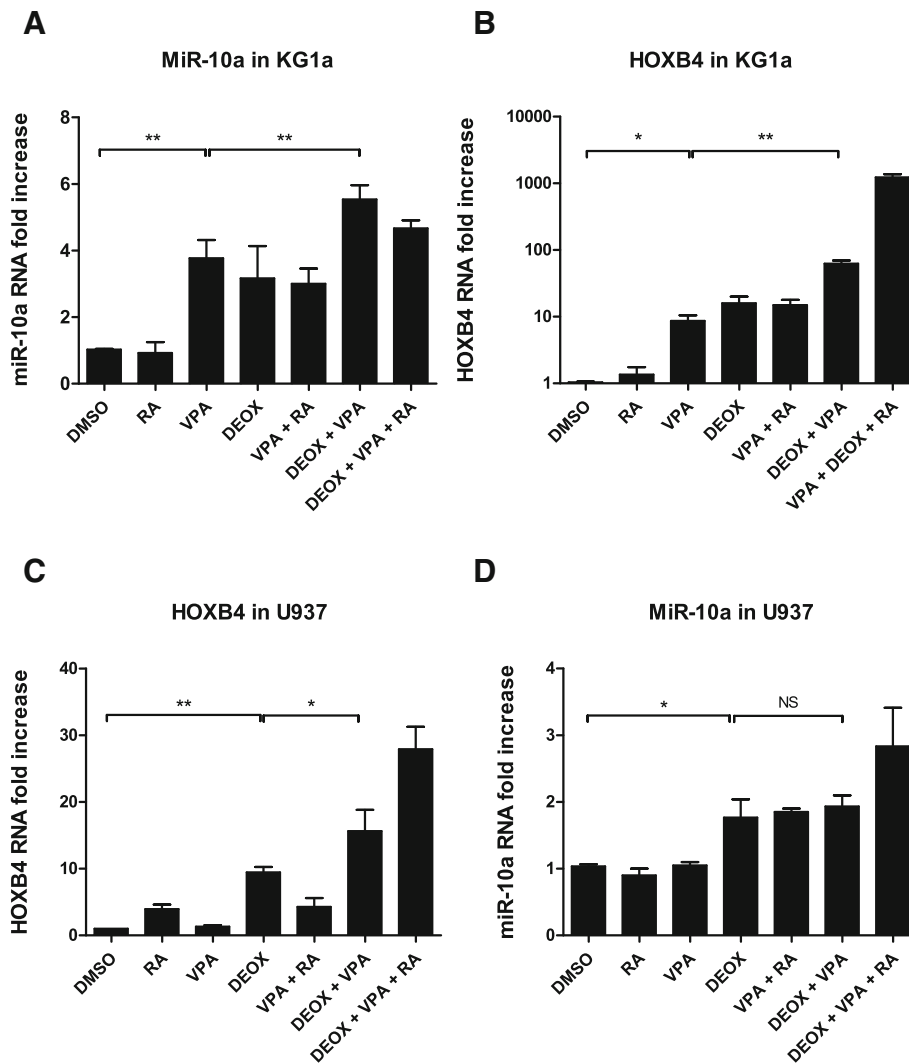 A
MiR-10a in KG1a
miR-10a RNA fold increase
8
6
4
2
0
**
**
DMSO
RA
VPA
DEOX
VPA + RA
DEOX + VPA
DEOX + VPA + RA
B
HOXB4 in KG1a
HOXB4 RNA fold increase
10000
1000
100
10
1
*
**
DMSO
RA
VPA
DEOX
VPA + RA
DEOX + VPA
VPA + DEOX + RA
C
HOXB4 in U937
HOXB4 RNA fold increase
40
30
20
10
0
**
*
DMSO
RA
VPA
DEOX
VPA + RA
DEOX + VPA
DEOX + VPA + RA
D
MiR-10a in U937
miR-10a RNA fold increase
4
3
2
1
0
*
NS
DMSO
RA
VPA
DEOX
VPA + RA
DEOX + VPA
DEOX + VPA + RA